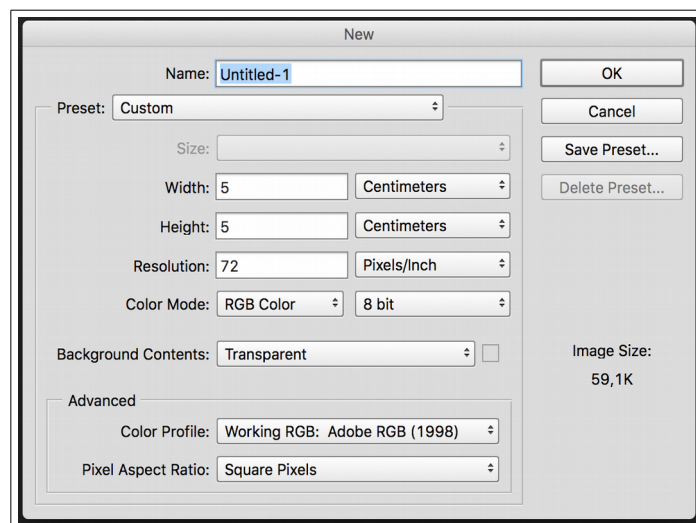 New
Name: Untitled-1
OK
Preset: Custom
Cancel
Size:
Save Preset...
Width: 5 Centimeters
Delete Preset...
Height: 5 Centimeters
Resolution: 72 Pixels/Inch
Color Mode: RGB Color 8 bit
Background Contents: Transparent
Image Size:
59,1K
Advanced
Color Profile: Working RGB: Adobe RGB (1998)
Pixel Aspect Ratio: Square Pixels